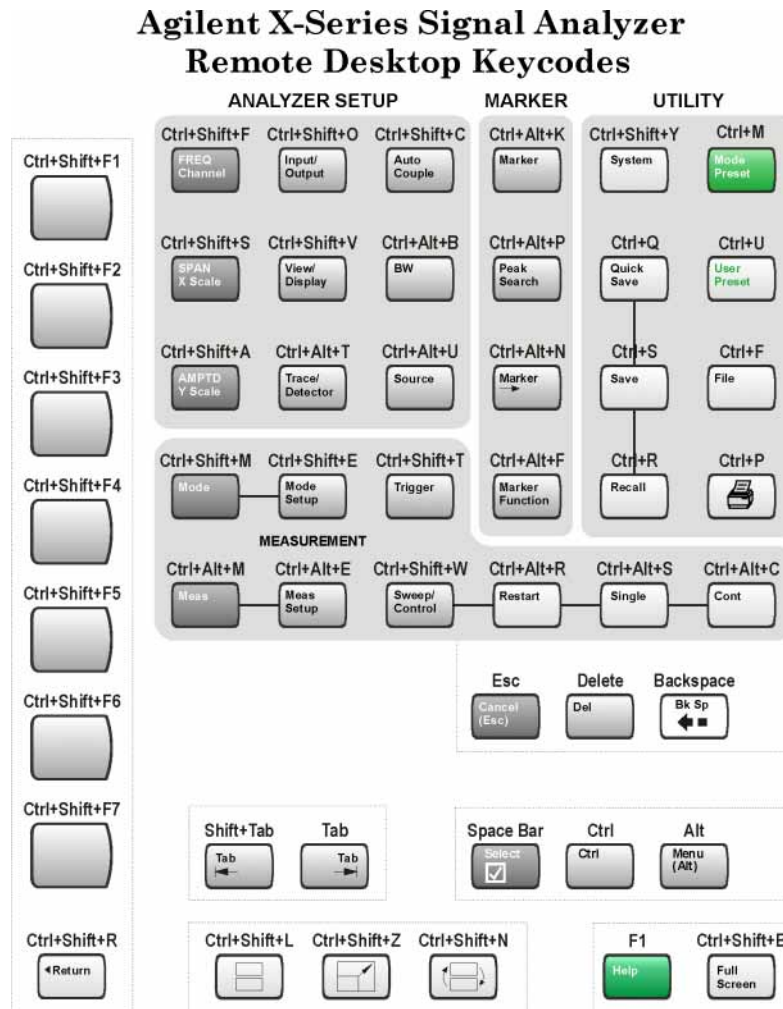 Agilent X-Series Signal Analyzer
Remote Desktop Keycodes
ANALYZER SETUP MARKER UTILITY
Ctrl+Shift+F1
Ctrl+Shift+F Ctrl+Shift+O Ctrl+Shift+C Ctrl+Alt+K Ctrl+Shift+Y Ctrl+M
FREQ Input/ Auto Marker System Mode
Channel Output Couple Preset
Ctrl+Shift+F2
Ctrl+Shift+S Ctrl+Shift+V Ctrl+Alt+B Ctrl+Alt+P Ctrl+Q Ctrl+U
SPAN View/ BW Peak Quick User
X Scale Display Search Save Preset
Ctrl+Shift+F3
Ctrl+Shift+A Ctrl+Alt+T Ctrl+Alt+U Ctrl+Alt+N Ctrl+S Ctrl+F
AMPTD Trace/ Source Marker Save File
Y Scale Detector
Ctrl+Shift+F4
Ctrl+Shift+M Ctrl+Shift+E Ctrl+Shift+T Ctrl+Alt+F Ctrl+R Ctrl+P
Mode Mode Trigger Marker Recall
Setup Function
MEASUREMENT
Ctrl+Shift+F5
Ctrl+Alt+M Ctrl+Alt+E Ctrl+Shift+W Ctrl+Alt+R Ctrl+Alt+S Ctrl+Alt+C
Meas Meas Sweep/ Restart Single Cont
Setup Control
Ctrl+Shift+F6
Esc Delete Backspace
Cancel Del Bk Sp
(Esc)
Ctrl+Shift+F7
Shift+Tab Tab Space Bar Ctrl Alt
Tab Tab Select Ctrl Menu
(Alt)
Ctrl+Shift+R Ctrl+Shift+L Ctrl+Shift+Z Ctrl+Shift+N F1
Return Help Full
Screen